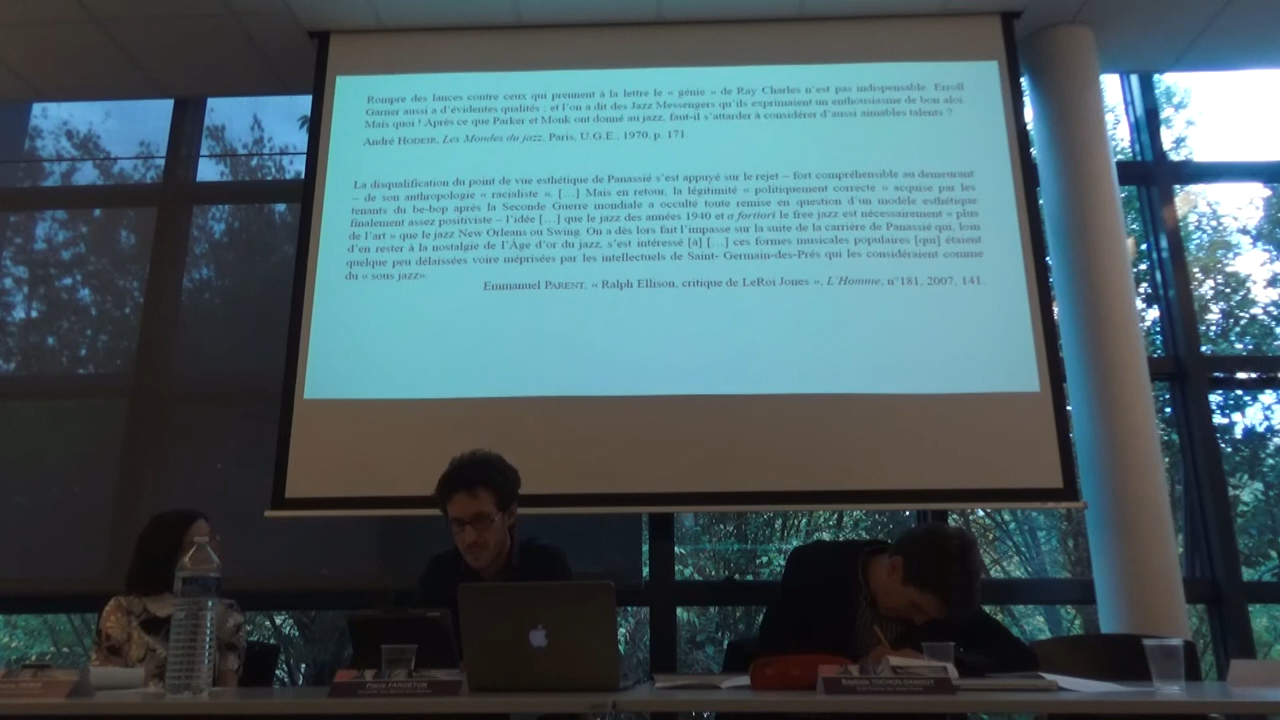 Rompre des lances contre ceux qui prennent à la lettre le « génie » de Ray Charles n'est pas indispensable. Erroll
Garner aussi a d'évidentes qualités ; et l'on a dit des Jazz Messengers qu'ils exprimaient un enthousiasme de bon aloi.
Mais quoi ! Après ce que Parker et Monk ont donné au jazz, faut-il s'attarder à considérer d'aussi aimables talents ?
André HODEIR, Les Mondes du jazz, Paris, U.G.E., 1970, p. 171.
La disqualification du point de vue esthétique de Panassié s'est appuyé sur le rejet – fort compréhensible au demeurant
– de son anthropologie « racialiste ». […] Mais en retour, la légitimité « politiquement correcte » acquise par les
tenants du be-bop après la Seconde Guerre mondiale a occulté toute remise en question d'un modèle esthétique
finalement assez positiviste – l'idée […] que le jazz des années 1940 et a fortiori le free jazz est nécessairement « plus
de l'art » que le jazz New Orleans ou Swing. On a dès lors fait l'impasse sur la suite de la carrière de Panassié qui, loin
d'en rester à la nostalgie de l'Âge d'or du jazz, s'est intéressé [à] […] ces formes musicales populaires [qui] étaient
quelque peu délaissées voire méprisées par les intellectuels de Saint- Germain-des-Prés qui les considéraient comme
du « sous jazz».
Emmanuel PARENT, « Ralph Ellison, critique de LeRoi Jones », L'Homme, n°181, 2007, 141.
Pierre